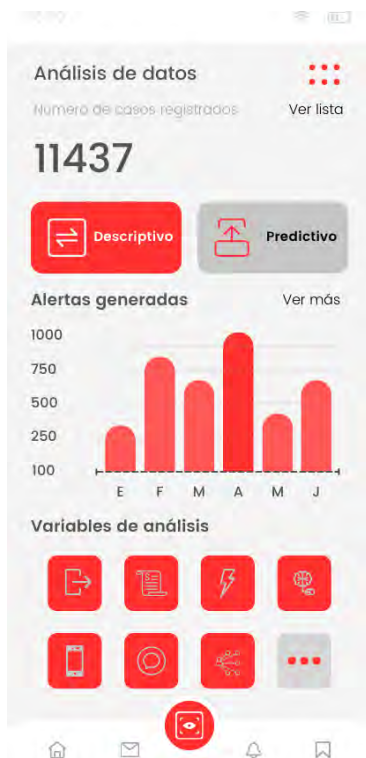 Análisis de datos
Número de casos registrados Ver lista
11437
Descriptivo Predictivo
Alertas generadas Ver más
1000
750
500
250
100
E F M A M J
Variables de análisis